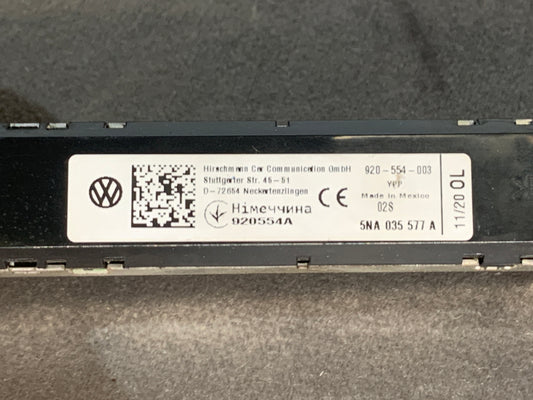 Hirschmann Car Communication GmbH
Stuttgarter Str. 45-51
D-72654 Neckartenzlingen
Німеччина
920554A
CE
920-554-003
YPP
Made in Mexico
02S
5NA 035 577 A
11/20 OL